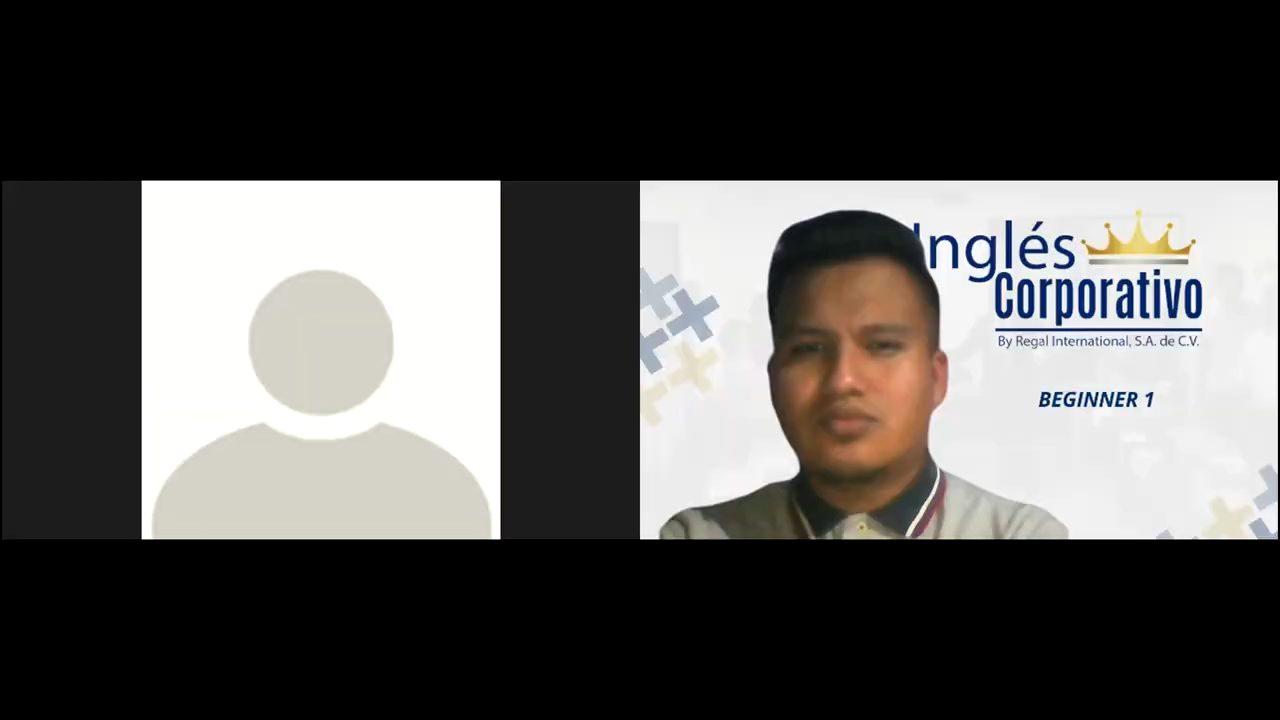 Inglés
Corporativo
By Regal International, S.A. de C.V.
BEGINNER 1